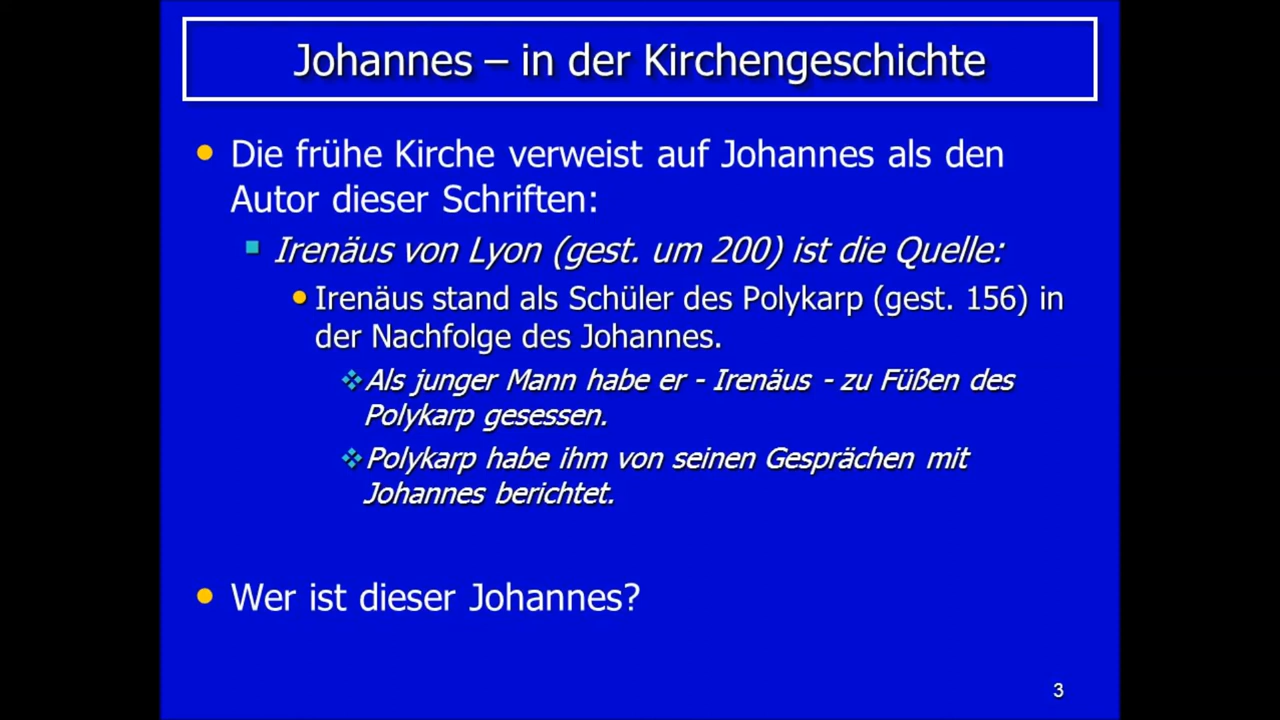 Johannes – in der Kirchengeschichte
Die frühe Kirche verweist auf Johannes als den
Autor dieser Schriften:
Irenäus von Lyon (gest. um 200) ist die Quelle:
Irenäus stand als Schüler des Polykarp (gest. 156) in
der Nachfolge des Johannes.
Als junger Mann habe er - Irenäus - zu Füßen des
Polykarp gesessen.
Polykarp habe ihm von seinen Gesprächen mit
Johannes berichtet.
Wer ist dieser Johannes?
3